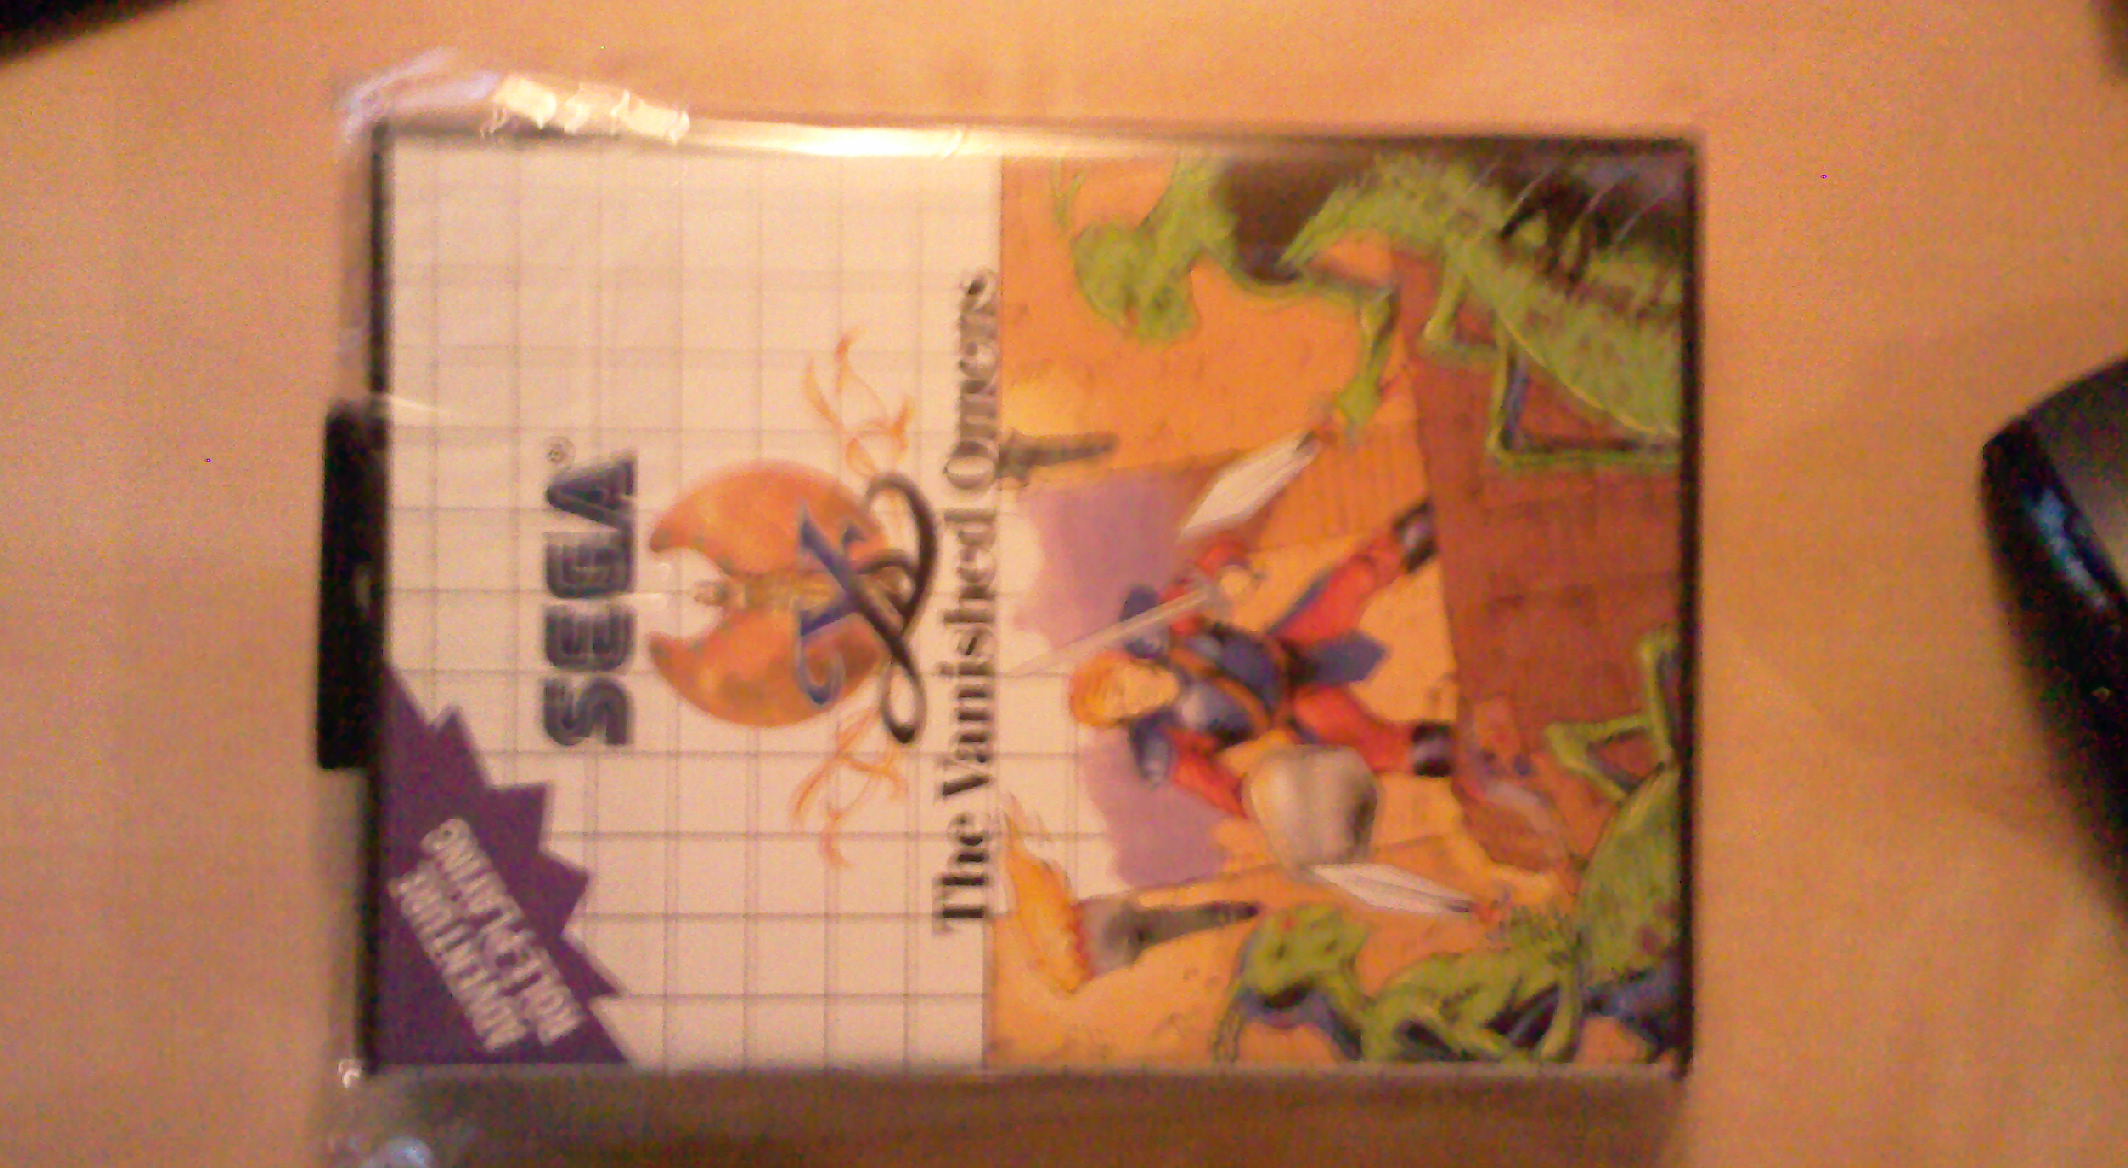 SEGA®
Ys
The Vanished Omens
ADVENTURE
ROLE-PLAYING